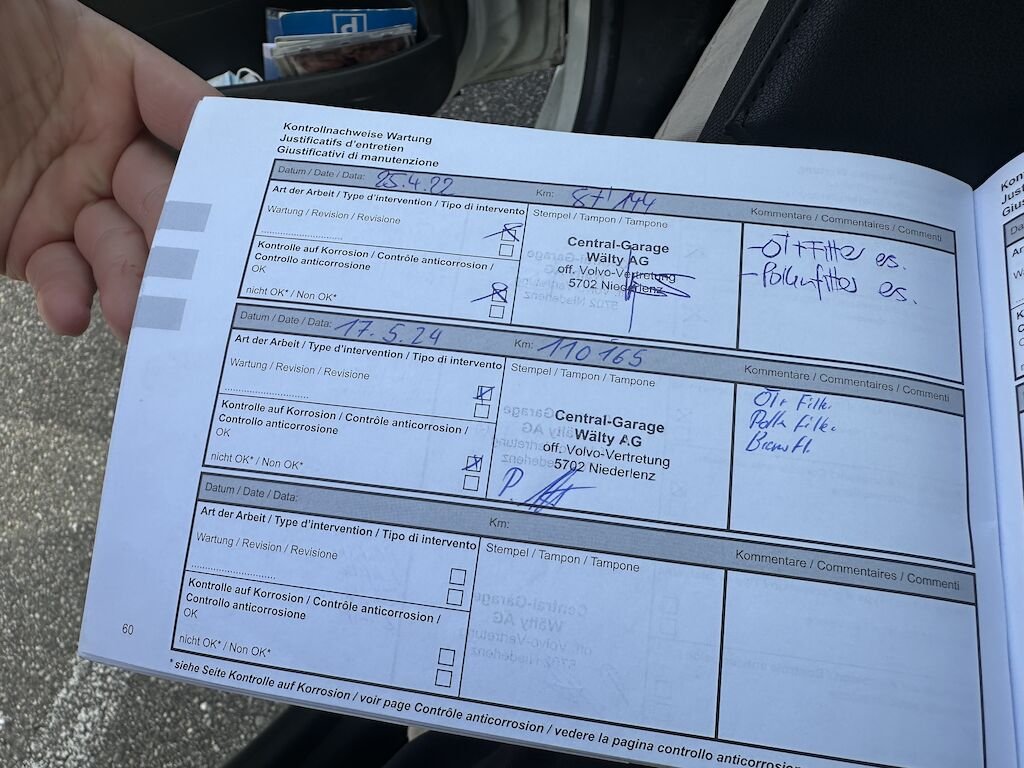 Kontrollnachweise Wartung
Justificatifs d'entretien
Giustificativi di manutenzione
Datum / Date / Data: 25.4.22 Km: 87'144
Art der Arbeit / Type d'intervention / Tipo di intervento
Stempel / Tampon / Tampone
Kommentare / Commentaires / Commenti
Wartung / Revision / Revisione
Kontrolle auf Korrosion / Contrôle anticorrosion /
Controllo anticorrosione
OK
nicht OK* / Non OK*
Central-Garage
Wälty AG
off. Volvo-Vertretung
5702 Niederlenz
- Öl+Filter es.
- Pollenfilter es.
Datum / Date / Data: 17.5.24 Km: 110165
Art der Arbeit / Type d'intervention / Tipo di intervento
Stempel / Tampon / Tampone
Kommentare / Commentaires / Commenti
Wartung / Revision / Revisione
Kontrolle auf Korrosion / Contrôle anticorrosion /
Controllo anticorrosione
OK
nicht OK* / Non OK*
Central-Garage
Wälty AG
off. Volvo-Vertretung
5702 Niederlenz
P.
Öl + Filt.
Filt.
Datum / Date / Data: Km:
Art der Arbeit / Type d'intervention / Tipo di intervento
Stempel / Tampon / Tampone
Kommentare / Commentaires / Commenti
Wartung / Revision / Revisione
Kontrolle auf Korrosion / Contrôle anticorrosion /
Controllo anticorrosione
OK
nicht OK* / Non OK*
60
* siehe Seite Kontrolle auf Korrosion / voir page Contrôle anticorrosion / vedere la pagina controllo anticorrosion